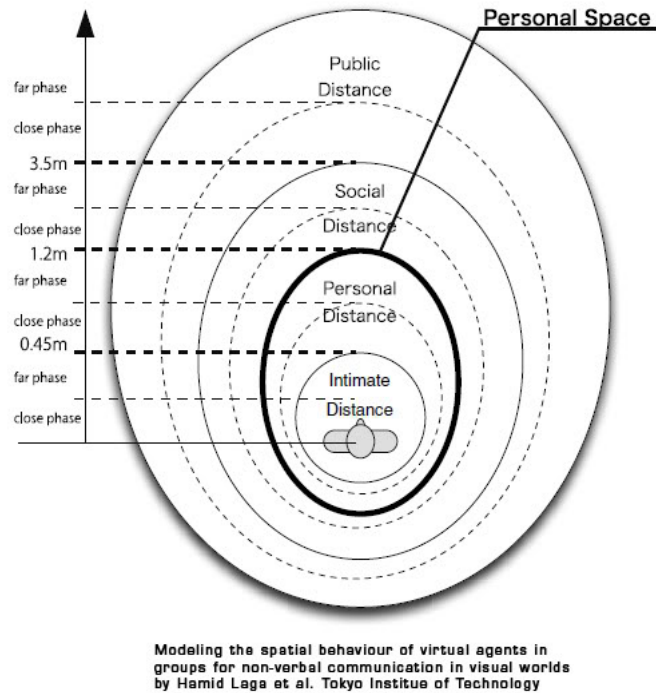 Personal Space
Public
Distance
far phase
close phase
3.5m
far phase
Social
close phase
Distance
1.2m
far phase
Personal
Distance
close phase
0.45m
far phase
Intimate
Distance
close phase
Modeling the spatial behaviour of virtual agents in
groups for non-verbal communication in visual worlds
by Hamid Laga et al. Tokyo Institue of Technology